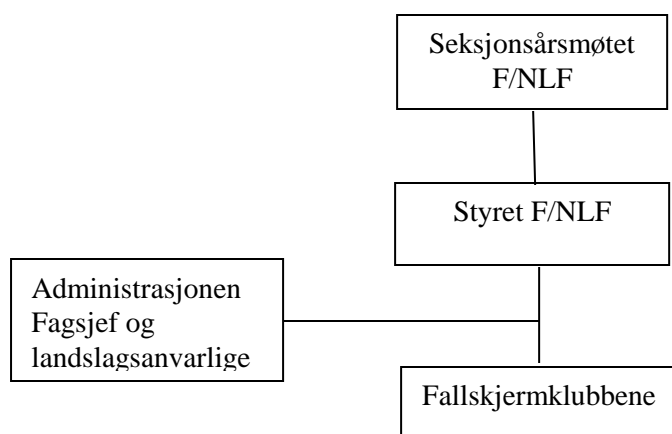 Seksjonsårsmøtet
F/NLF
Styret F/NLF
Administrasjonen
Fagsjef og
landslagsanvarlige
Fallskjermklubbene